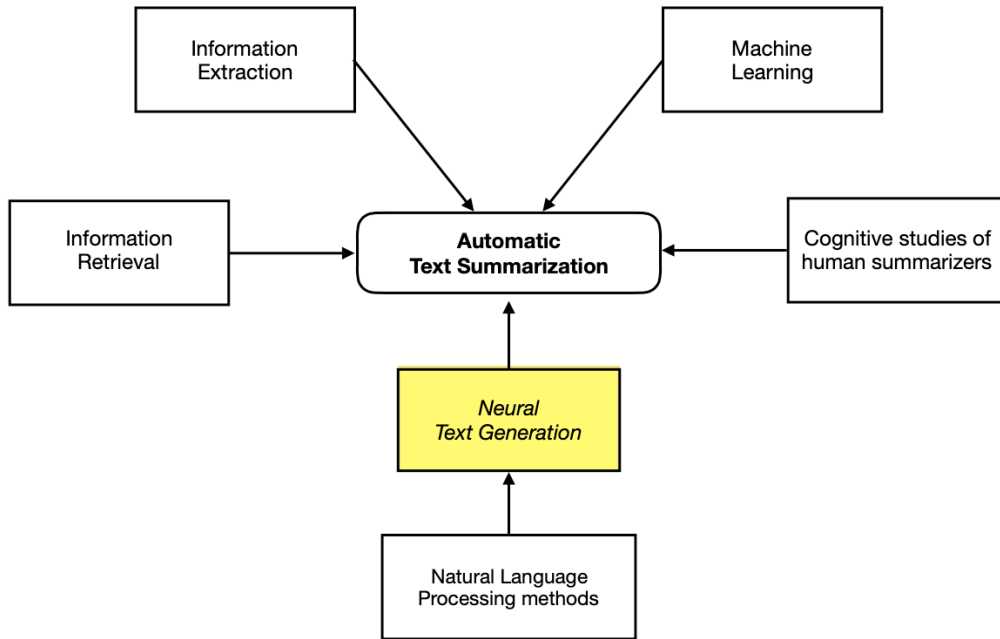 Information
Extraction
Machine
Learning
Information
Retrieval
Automatic
Text Summarization
Cognitive studies of
human summarizers
Neural
Text Generation
Natural Language
Processing methods